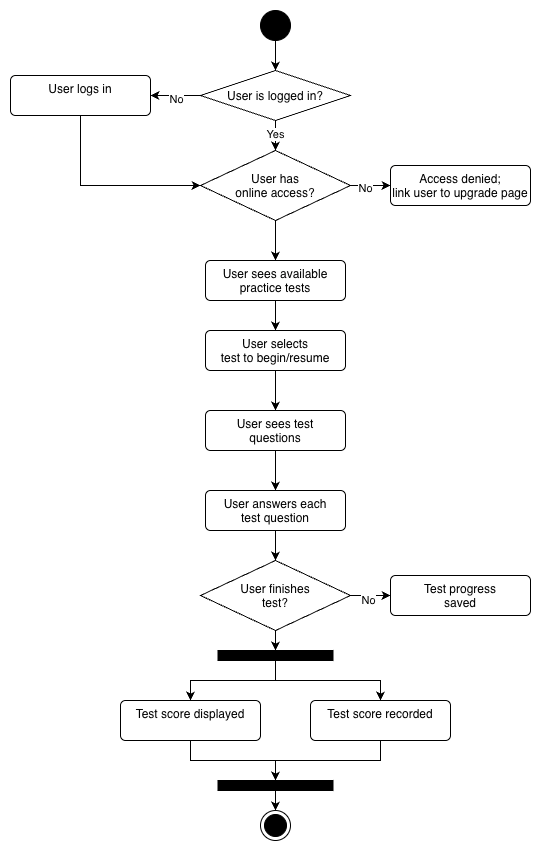 User logs in
No
User is logged in?
Yes
User has
online access?
No
Access denied;
link user to upgrade page
User sees available
practice tests
User selects
test to begin/resume
User sees test
questions
User answers each
test question
User finishes
test?
No
Test progress
saved
Test score displayed
Test score recorded